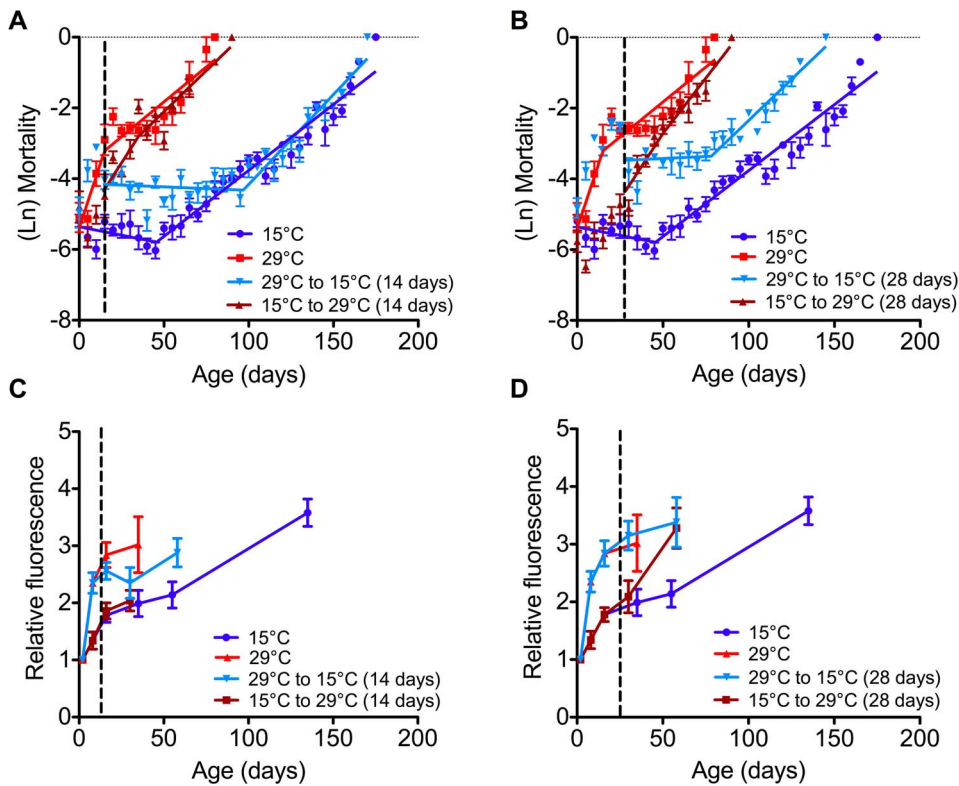 A
(Ln) Mortality
0
-2
-4
-6
-8
15°C
29°C
29°C to 15°C (14 days)
15°C to 29°C (14 days)
0
50
100
150
200
Age (days)
B
(Ln) Mortality
0
-2
-4
-6
-8
15°C
29°C
29°C to 15°C (28 days)
15°C to 29°C (28 days)
0
50
100
150
200
Age (days)
C
Relative fluorescence
5
4
3
2
1
0
15°C
29°C
29°C to 15°C (14 days)
15°C to 29°C (14 days)
0
50
100
150
200
Age (days)
D
Relative fluorescence
5
4
3
2
1
0
15°C
29°C
29°C to 15°C (28 days)
15°C to 29°C (28 days)
0
50
100
150
200
Age (days)